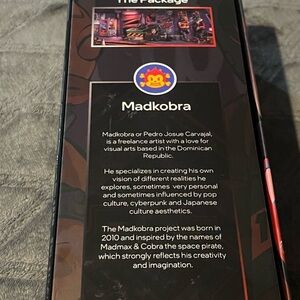 The Package
Madkobra
Madkobra or Pedro Josue Carvajal,
is a freelance artist with a love for
visual arts based in the Dominican
Republic.
He specializes in creating his own
vision of different realities he
explores, sometimes very personal
and sometimes influenced by pop
culture, cyberpunk and Japanese
culture aesthetics.
The Madkobra project was born in
2010 and inspired by the names of
Madmax & Cobra the space pirate,
which strongly reflects his creativity
and imagination.